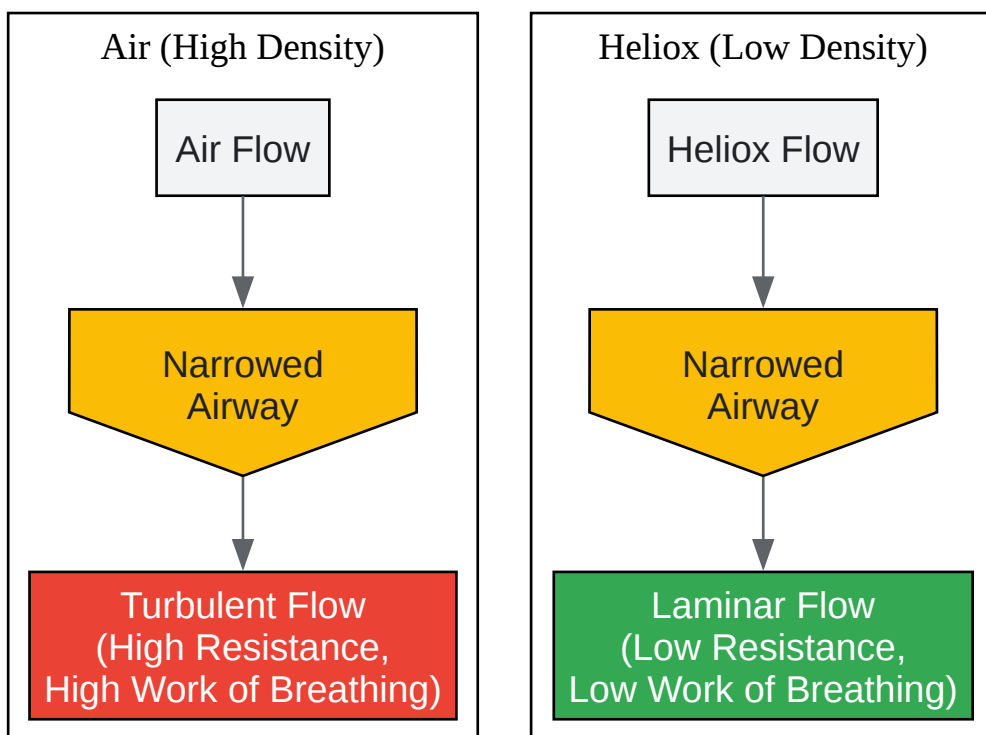 Air (High Density)
Air Flow
Narrowed
Airway
Turbulent Flow
(High Resistance,
High Work of Breathing)
Heliox (Low Density)
Heliox Flow
Narrowed
Airway
Laminar Flow
(Low Resistance,
Low Work of Breathing)